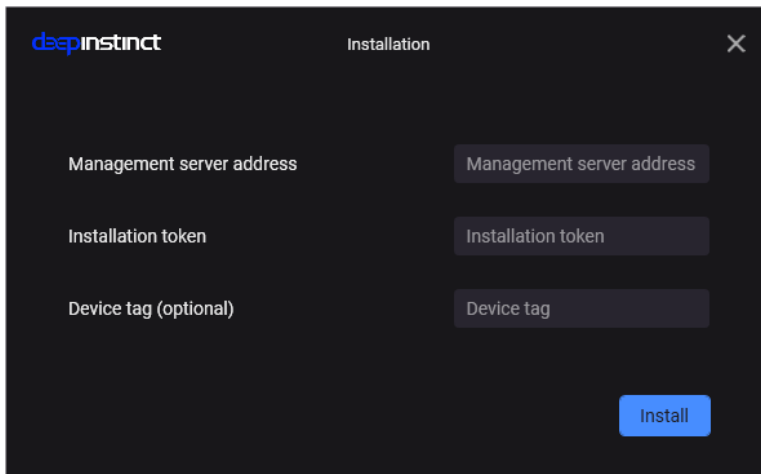 deepinstinct
Installation
Management server address
Management server address
Installation token
Installation token
Device tag (optional)
Device tag
Install